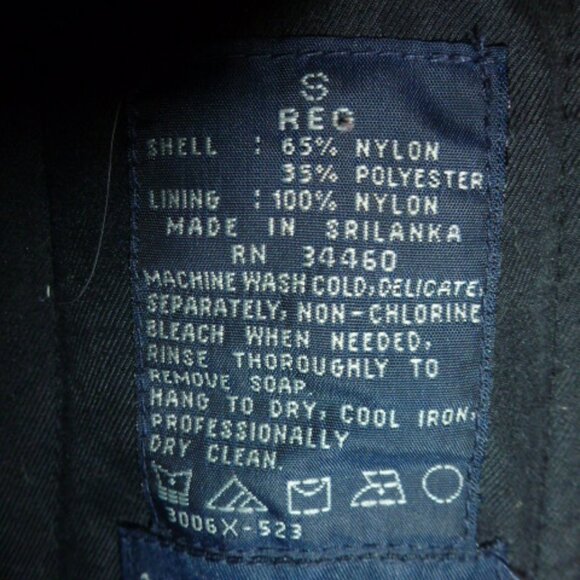 S
REG
SHELL : 65% NYLON
35% POLYESTER
LINING : 100% NYLON
MADE IN SRILANKA
RN 34460
MACHINE WASH COLD, DELICATE,
SEPARATELY, NON-CHLORINE
BLEACH WHEN NEEDED,
RINSE THOROUGHLY TO
REMOVE SOAP.
HANG TO DRY, COOL IRON,
PROFESSIONALLY
DRY CLEAN.
3006X-523